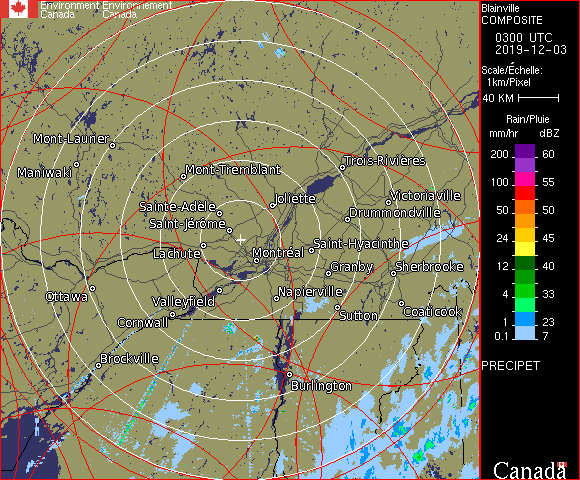 Environment Environnement
Canada Canada
Blainville
COMPOSITE
0300 UTC
2019-12-03
Scale/Échelle:
1km/Pixel
40 KM
Rain/Pluie
mm/hr dBZ
200 60
100 55
50 50
24 45
12 40
4 33
1 23
0.1 7
PRECIPET
Canada
Mont-Laurier
Maniwaki
Mont-Tremblant
Trois-Rivières
Joliette
Victoriaville
Sainte-Adèle
Drummondville
Saint-Jérôme
Saint-Hyacinthe
Lachute
Montréal
Granby
Sherbrooke
Ottawa
Valleyfield
Napierville
Cornwall
Sutton
Coaticook
Brockville
Burlington